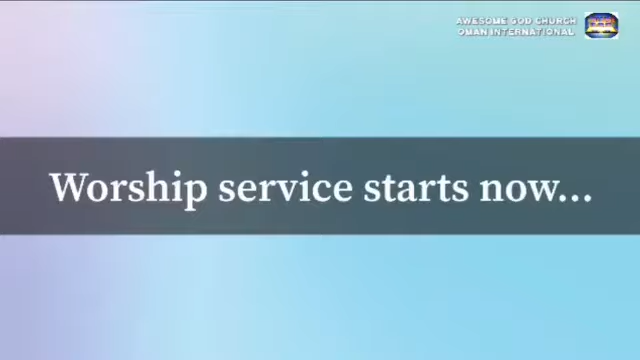 AWESOME GOD CHURCH
OMAN INTERNATIONAL
Worship service starts now...